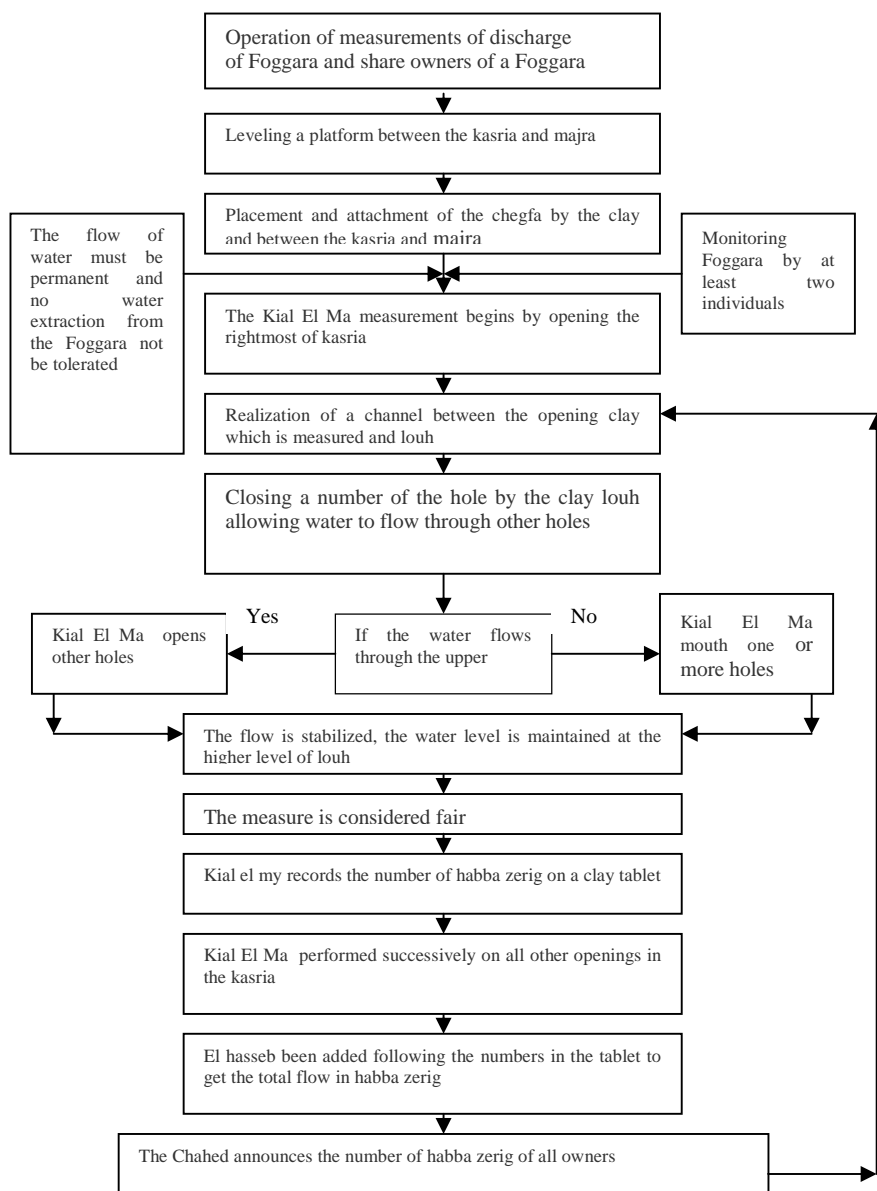 Operation of measurements of discharge
of Foggara and share owners of a Foggara
Leveling a platform between the kasria and majra
Placement and attachment of the chegfa by the clay
and between the kasria and majra
The flow of
water must be
permanent and
no water
extraction from
the Foggara not
be tolerated
Monitoring
Foggara by at
least two
individuals
The Kial El Ma measurement begins by opening the
rightmost of kasria
Realization of a channel between the opening clay
which is measured and louh
Closing a number of the hole by the clay louh
allowing water to flow through other holes
Yes
No
Kial El Ma opens
other holes
If the water flows
through the upper
Kial El Ma
mouth one or
more holes
The flow is stabilized, the water level is maintained at the
higher level of louh
The measure is considered fair
Kial el my records the number of habba zerig on a clay tablet
Kial El Ma performed successively on all other openings in
the kasria
El hasseb been added following the numbers in the tablet to
get the total flow in habba zerig
The Chahed announces the number of habba zerig of all owners